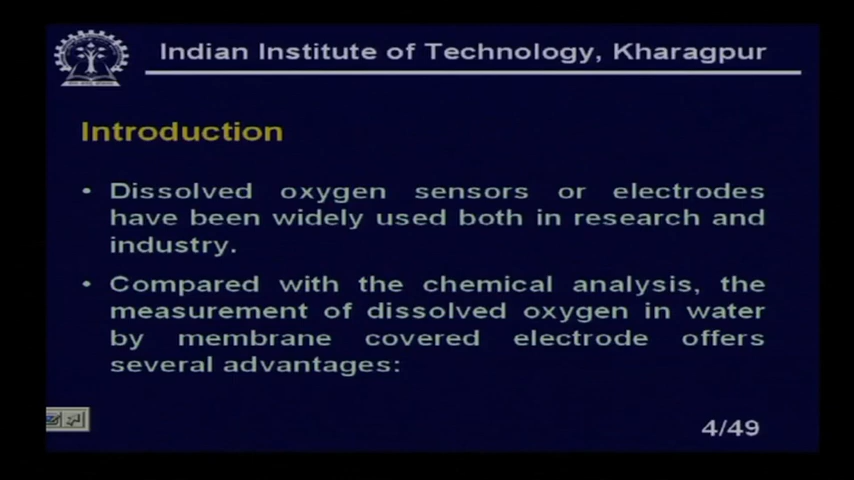 Indian Institute of Technology, Kharagpur
Introduction
• Dissolved oxygen sensors or electrodes
have been widely used both in research and
industry.
• Compared with the chemical analysis, the
measurement of dissolved oxygen in water
by membrane covered electrode offers
several advantages:
4/49